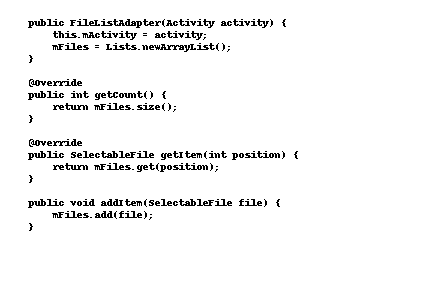 public FileListAdapter(Activity activity) {
    this.mActivity = activity;
    mFiles = Lists.newArrayList();
}

@Override
public int getCount() {
    return mFiles.size();
}

@Override
public SelectableFile getItem(int position) {
    return mFiles.get(position);
}

public void addItem(SelectableFile file) {
    mFiles.add(file);
}